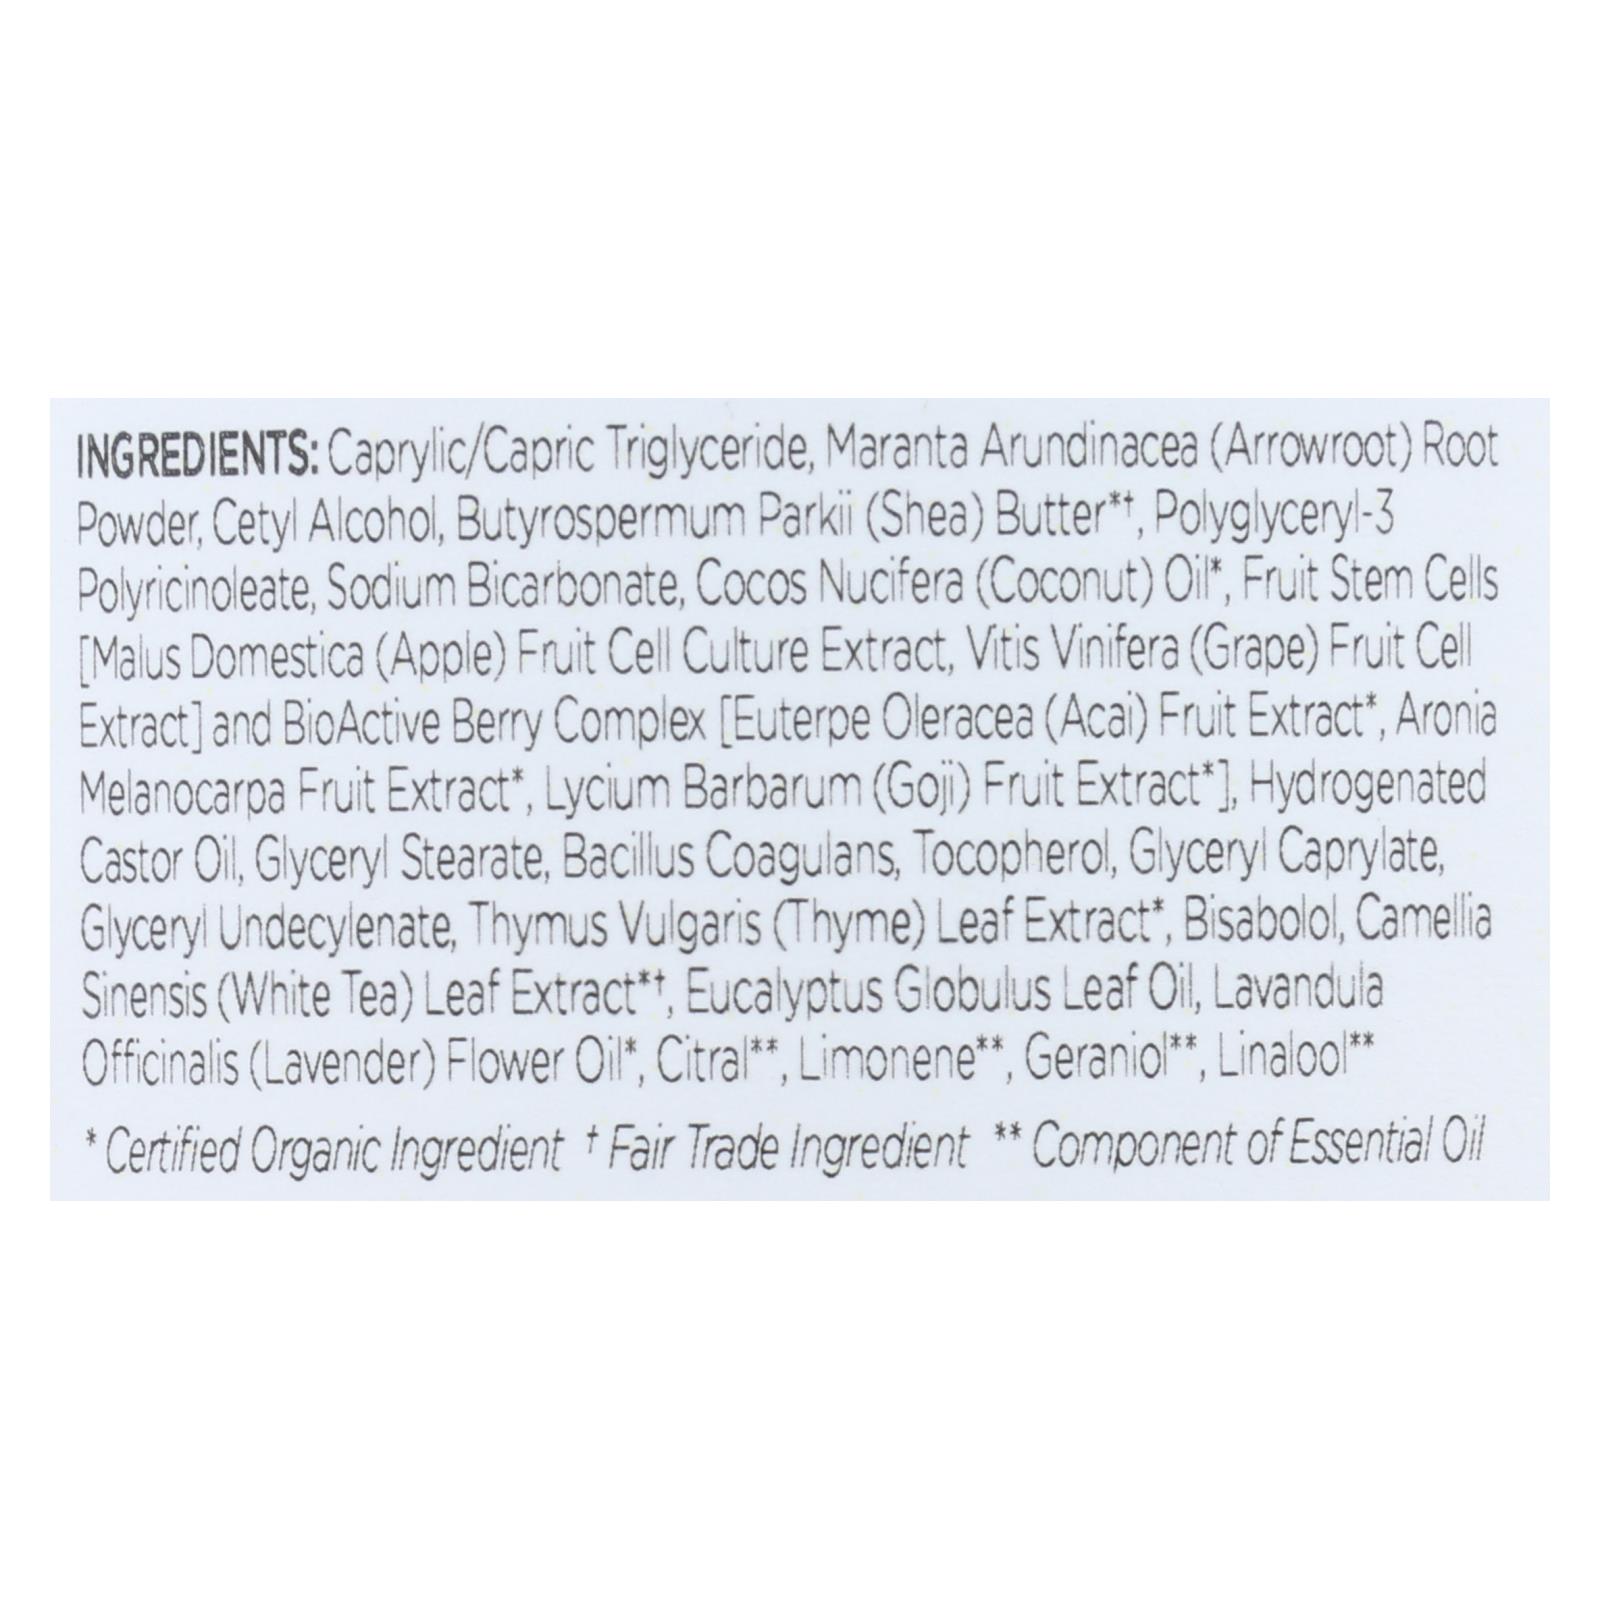 INGREDIENTS: Caprylic/Capric Triglyceride, Maranta Arundinacea (Arrowroot) Root
Powder, Cetyl Alcohol, Butyrospermum Parkii (Shea) Butter*†, Polyglyceryl-3
Polyricinoleate, Sodium Bicarbonate, Cocos Nucifera (Coconut) Oil*, Fruit Stem Cells
[Malus Domestica (Apple) Fruit Cell Culture Extract, Vitis Vinifera (Grape) Fruit Cell
Extract] and BioActive Berry Complex [Euterpe Oleracea (Acai) Fruit Extract*, Aronia
Melanocarpa Fruit Extract*, Lycium Barbarum (Goji) Fruit Extract*], Hydrogenated
Castor Oil, Glyceryl Stearate, Bacillus Coagulans, Tocopherol, Glyceryl Caprylate,
Glyceryl Undecylenate, Thymus Vulgaris (Thyme) Leaf Extract*, Bisabolol, Camellia
Sinensis (White Tea) Leaf Extract*†, Eucalyptus Globulus Leaf Oil, Lavandula
Officinalis (Lavender) Flower Oil*, Citral**, Limonene**, Geraniol**, Linalool**
* Certified Organic Ingredient † Fair Trade Ingredient ** Component of Essential Oil